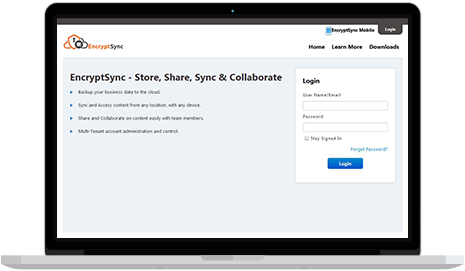 EncryptSync Mobile
Login
EncryptSync
Home Learn More Downloads
EncryptSync - Store, Share, Sync & Collaborate
Backup your business data to the cloud.
Sync and Access content from any location, with any device.
Share and Collaborate on content easily with team members.
Multi-Tenant account administration and control.
Login
User Name/Email
Password
Stay Signed In
Forgot Password?
Login